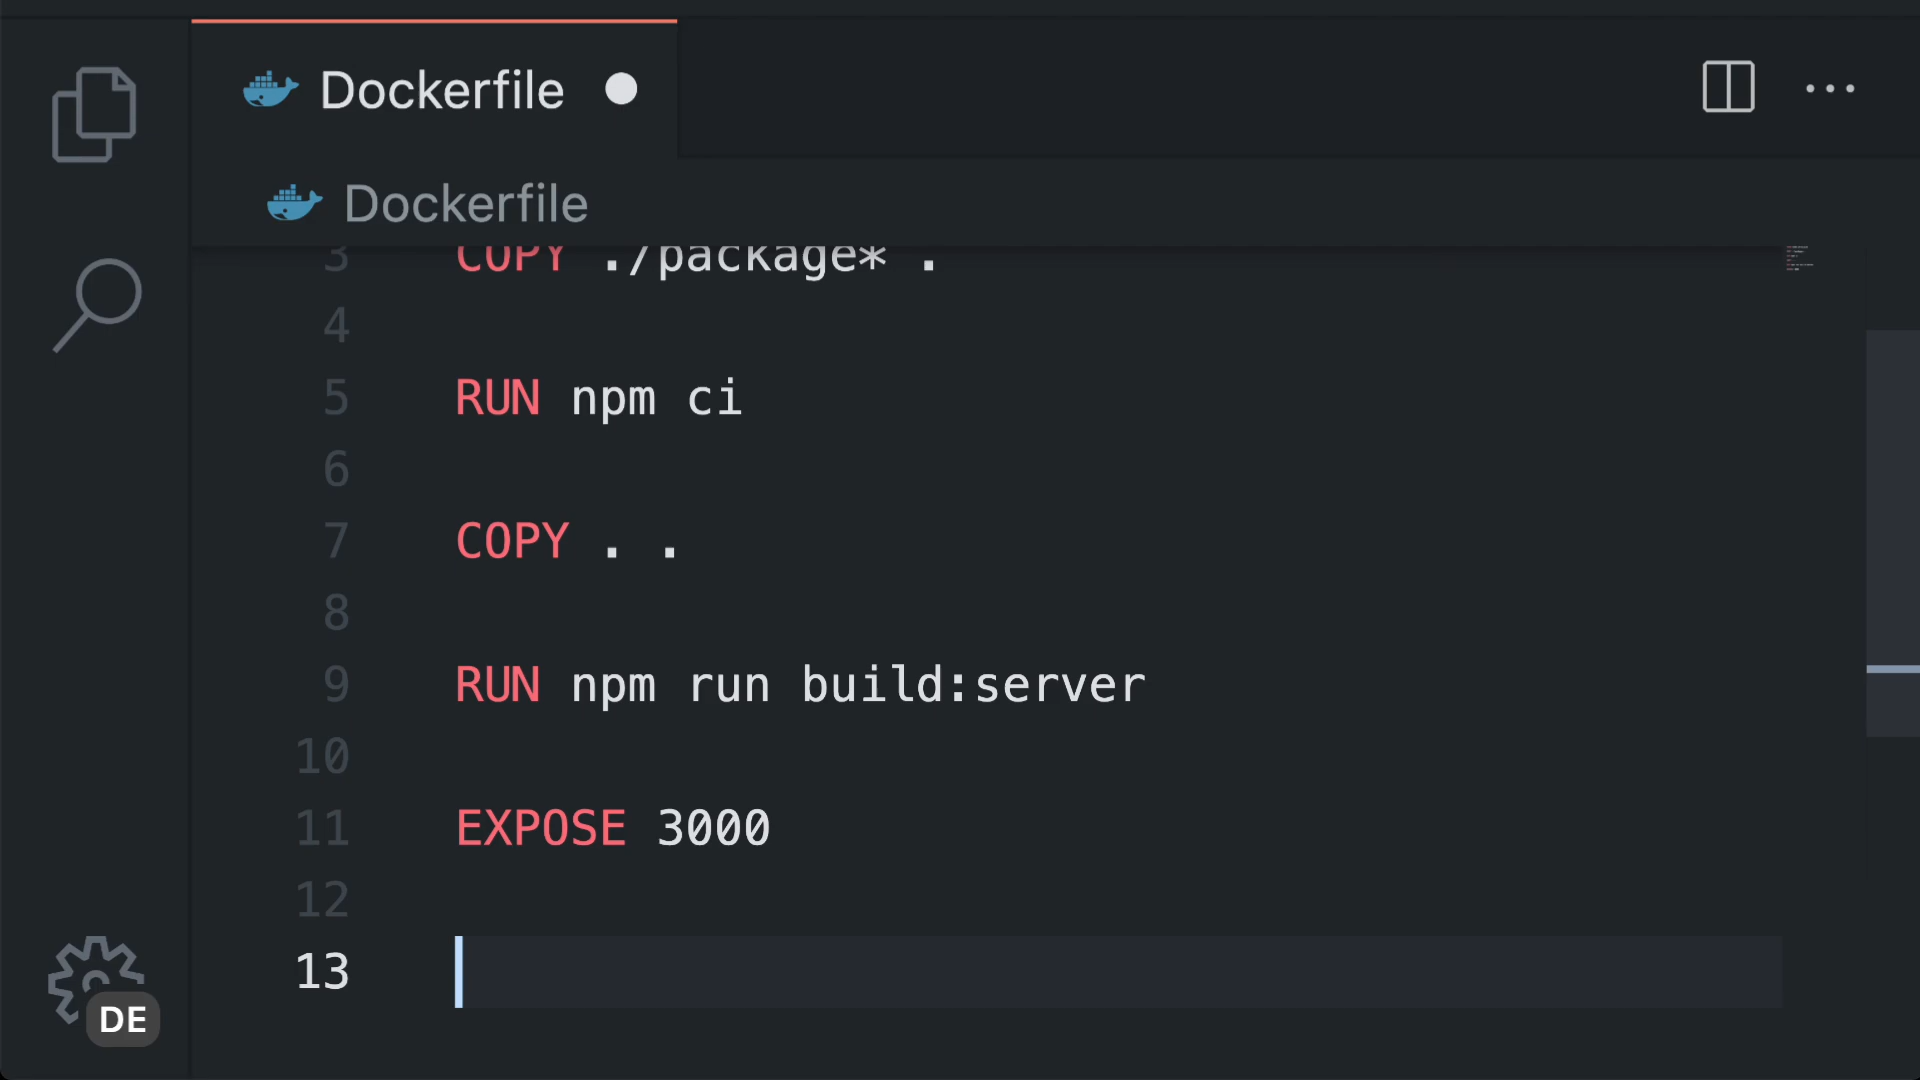 Dockerfile
Dockerfile
3 COPY ./package* .
4
5 RUN npm ci
6
7 COPY . .
8
9 RUN npm run build:server
10
11 EXPOSE 3000
12
13
DE